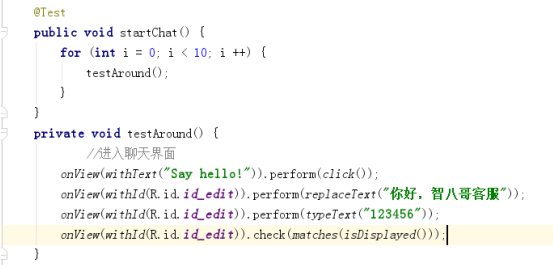 @Test
public void startChat() {
for (int i = 0; i < 10; i ++) {
testAround();
}
}
private void testAround() {
//进入聊天界面
onView(withText("Say hello!")).perform(click());
onView(withId(R.id.id_edit)).perform(replaceText("你好，智八哥客服"));
onView(withId(R.id.id_edit)).perform(typeText("123456"));
onView(withId(R.id.id_edit)).check(matches(isDisplayed()));
}